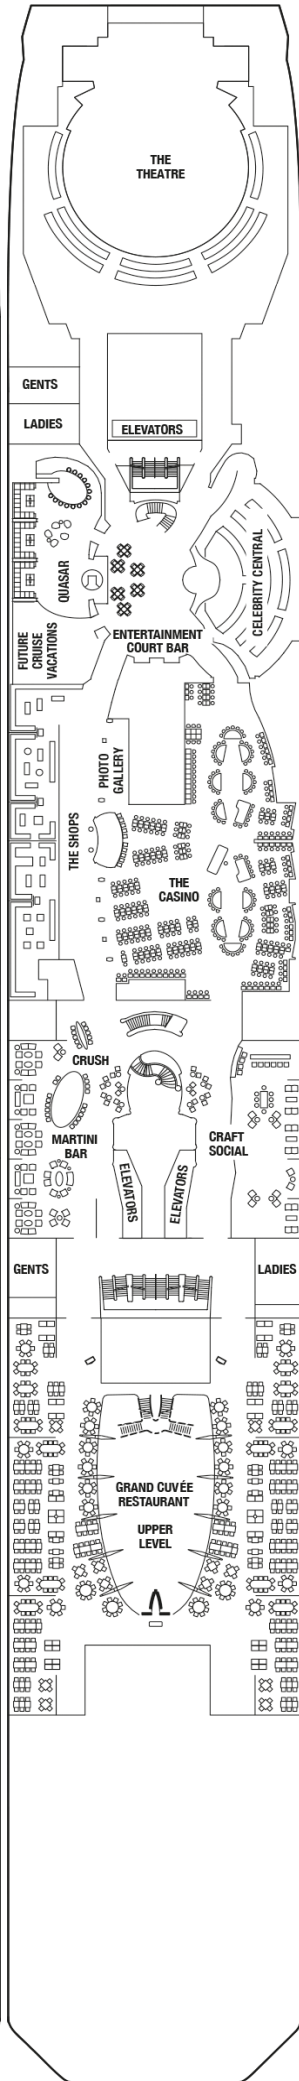 THE
THEATRE
GENTS
LADIES
ELEVATORS
QUASAR
CELEBRITY CENTRAL
FUTURE
CRUISE
VACATIONS
ENTERTAINMENT
COURT BAR
PHOTO
GALLERY
THE SHOPS
THE
CASINO
CRUSH
MARTINI
BAR
CRAFT
SOCIAL
ELEVATORS
ELEVATORS
GENTS
LADIES
GRAND CUVÉE
RESTAURANT
UPPER
LEVEL